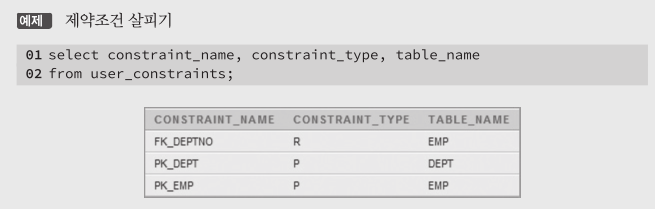 예제 제약조건 살피기
01 select constraint_name, constraint_type, table_name
02 from user_constraints;
CONSTRAINT_NAME CONSTRAINT_TYPE TABLE_NAME
FK_DEPTNO R EMP
PK_DEPT P DEPT
PK_EMP P EMP